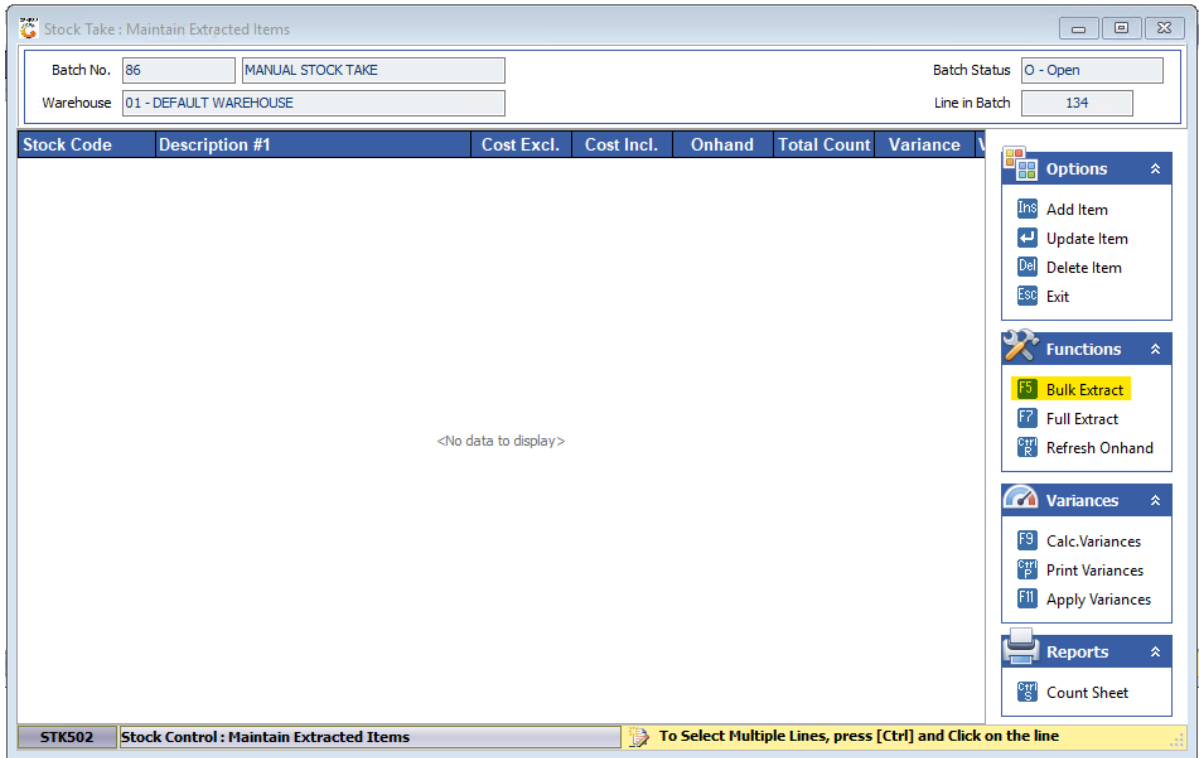 Stock Take : Maintain Extracted Items
Batch No. 86 MANUAL STOCK TAKE Batch Status O - Open
Warehouse 01 - DEFAULT WAREHOUSE Line in Batch 134
Stock Code Description #1 Cost Excl. Cost Incl. Onhand Total Count Variance V
<No data to display>
Options
Ins Add Item
Update Item
Del Delete Item
Esc Exit
Functions
F5 Bulk Extract
F7 Full Extract
Ctrl R Refresh Onhand
Variances
F9 Calc.Variances
Ctrl P Print Variances
F11 Apply Variances
Reports
Ctrl S Count Sheet
STK502 Stock Control : Maintain Extracted Items To Select Multiple Lines, press [Ctrl] and Click on the line